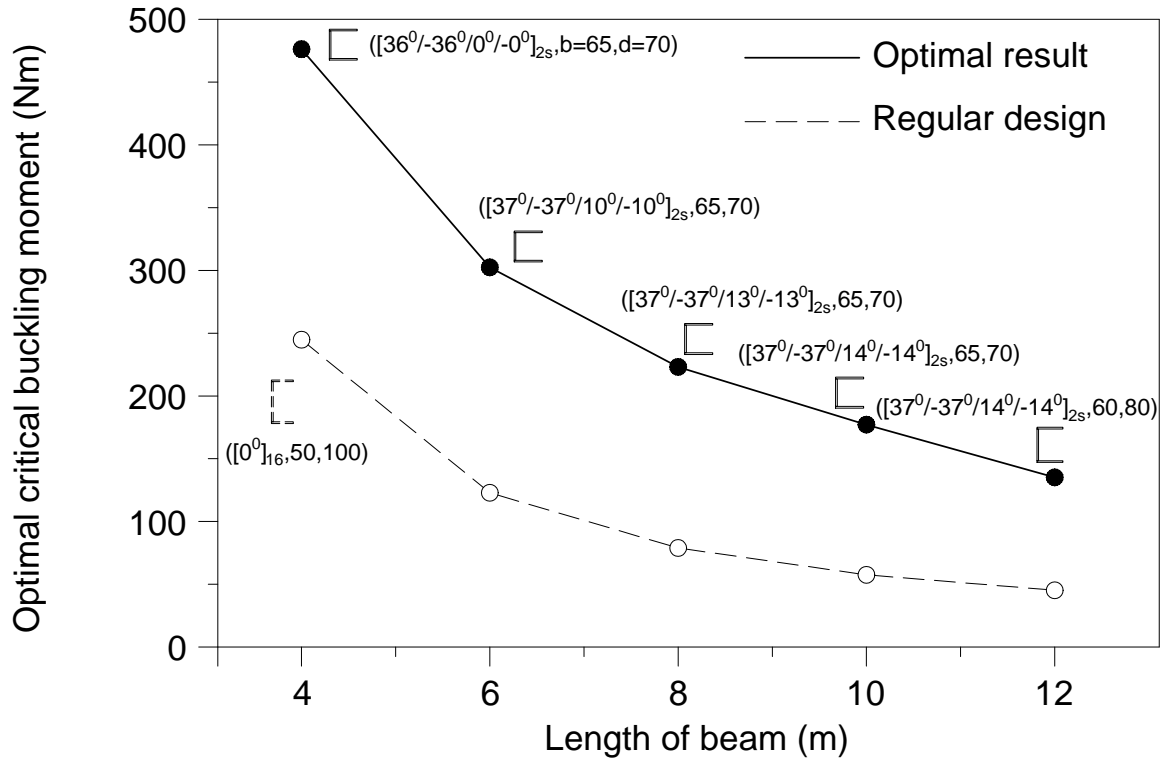 Optimal critical buckling moment (Nm)
500
400
300
200
100
0
([36⁰/-36⁰/0⁰/-0⁰]₂ₛ,b=65,d=70)
Optimal result
Regular design
([37⁰/-37⁰/10⁰/-10⁰]₂ₛ,65,70)
([37⁰/-37⁰/13⁰/-13⁰]₂ₛ,65,70)
([37⁰/-37⁰/14⁰/-14⁰]₂ₛ,65,70)
([37⁰/-37⁰/14⁰/-14⁰]₂ₛ,60,80)
([0⁰]₁₆,50,100)
4 6 8 10 12
Length of beam (m)